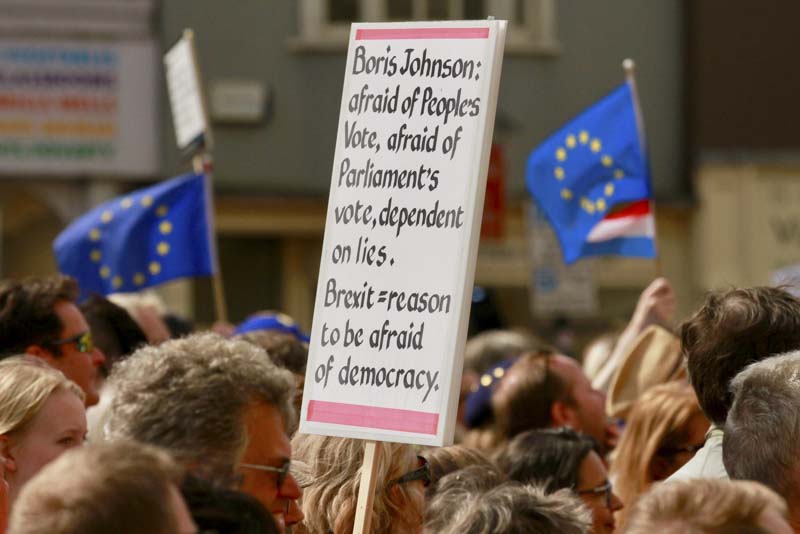 Boris Johnson:
afraid of People's
Vote, afraid of
Parliament's
vote, dependent
on lies.
Brexit = reason
to be afraid
of democracy.